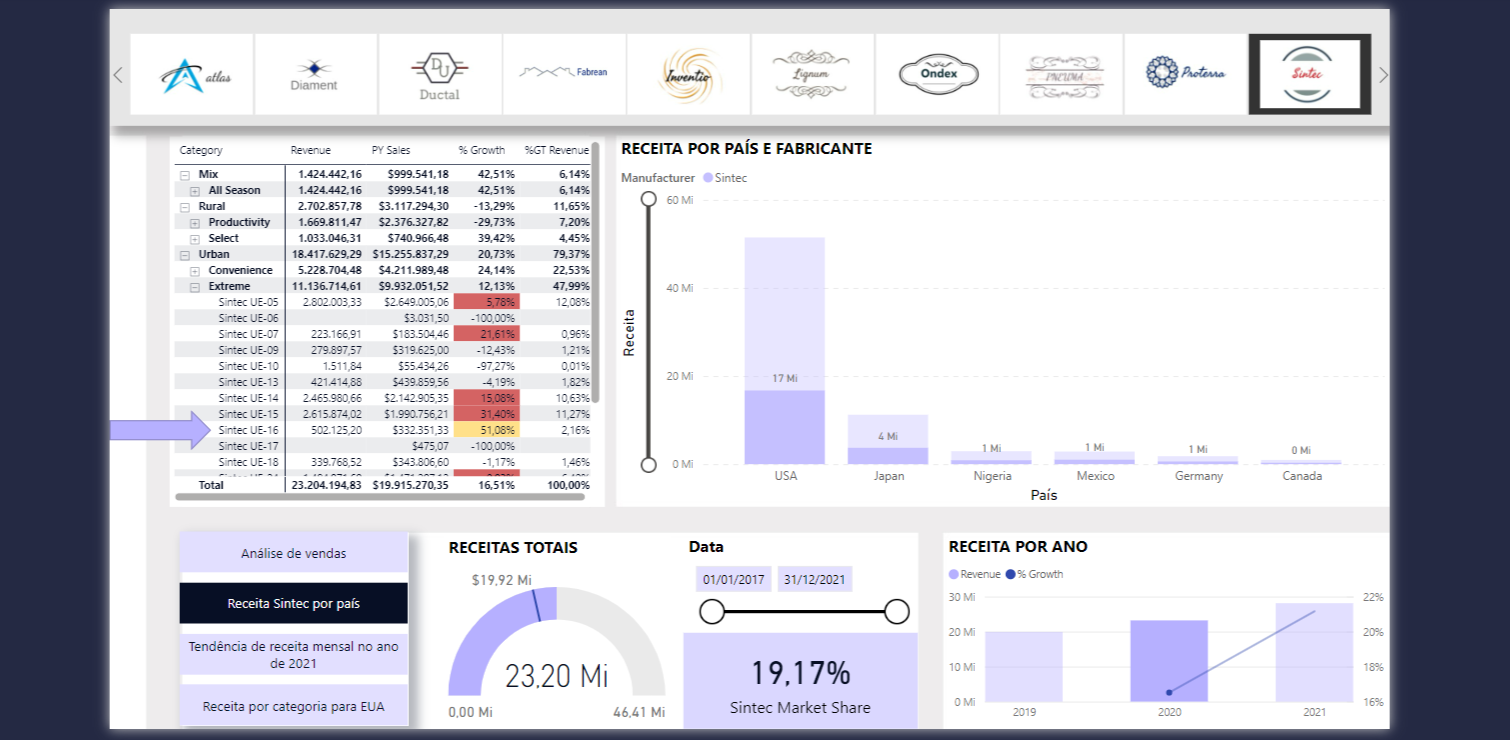 atlas
Diament
DU
Ductal
Fabrean
Inventio
Lignum
Ondex
PNEUMA
Proterra
Sintec
Category Revenue PY Sales % Growth %GT Revenue
Mix 1.424.442,16 $999.541,18 42,51% 6,14%
All Season 1.424.442,16 $999.541,18 42,51% 6,14%
Rural 2.702.857,78 $3.117.294,30 -13,29% 11,65%
Productivity 1.669.811,47 $2.376.327,82 -29,73% 7,20%
Select 1.033.046,31 $740.966,48 39,42% 4,45%
Urban 18.417.629,29 $15.255.837,29 20,73% 79,37%
Convenience 5.228.704,48 $4.211.989,48 24,14% 22,53%
Extreme 11.136.714,61 $9.932.051,52 12,13% 47,99%
Sintec UE-05 2.802.003,33 $2.649.005,06 5,78% 12,08%
Sintec UE-06 $3.031,50 -100,00%
Sintec UE-07 223.166,91 $183.504,46 21,61% 0,96%
Sintec UE-09 279.897,57 $319.625,00 -12,43% 1,21%
Sintec UE-10 1.511,84 $55.434,26 -97,27% 0,01%
Sintec UE-13 421.414,88 $439.859,56 -4,19% 1,82%
Sintec UE-14 2.465.980,66 $2.142.905,35 15,08% 10,63%
Sintec UE-15 2.615.874,02 $1.990.756,21 31,40% 11,27%
Sintec UE-16 502.125,20 $332.351,33 51,08% 2,16%
Sintec UE-17 $475,07 -100,00%
Sintec UE-18 339.768,52 $343.806,60 -1,17% 1,46%
Total 23.204.194,83 $19.915.270,35 16,51% 100,00%
RECEITA POR PAÍS E FABRICANTE
Manufacturer Sintec
Receita
60 Mi
40 Mi
20 Mi
0 Mi
17 Mi
4 Mi
1 Mi
1 Mi
1 Mi
0 Mi
USA Japan Nigeria Mexico Germany Canada
País
Análise de vendas
Receita Sintec por país
Tendência de receita mensal no ano
de 2021
Receita por categoria para EUA
RECEITAS TOTAIS
$19,92 Mi
23,20 Mi
0,00 Mi 46,41 Mi
Data
01/01/2017 31/12/2021
19,17%
Sintec Market Share
RECEITA POR ANO
Revenue % Growth
30 Mi 22%
20 Mi 20%
10 Mi 18%
0 Mi 16%
2019 2020 2021